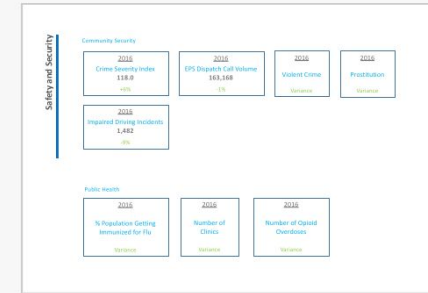 Safety and Security
Community Security
2016
Crime Severity Index
118.0
+5%
2016
EPS Dispatch Call Volume
163,168
1%
2016
Violent Crime
Variance
2016
Prostitution
Variance
2016
Impaired Driving Incidents
1,482
Public Health
2016
% Population Getting
Immunized for Flu
Variance
2016
Number of
Clinics
Variance
2016
Number of Opioid
Overdoses
Variance